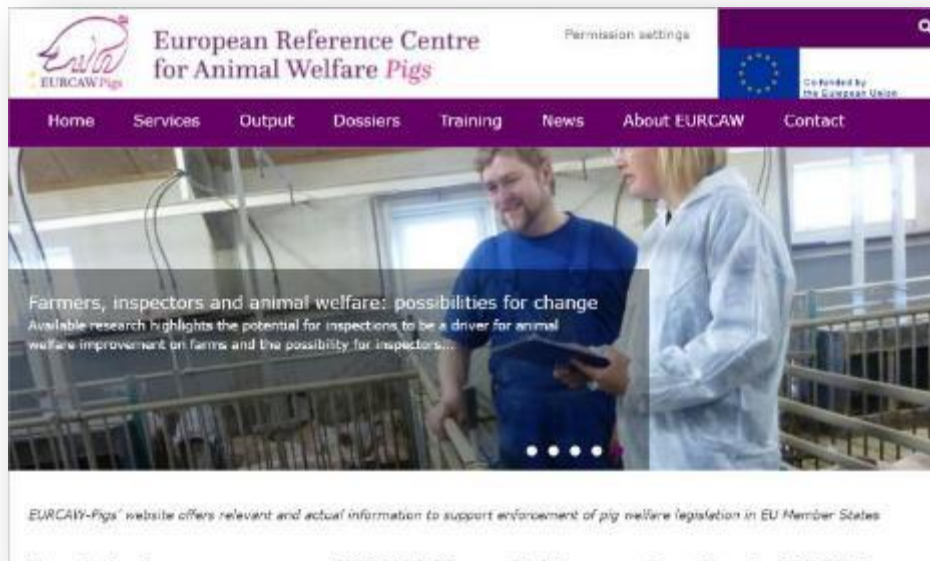 EURCAW Pigs
European Reference Centre
for Animal Welfare Pigs
Permission settings
Co-funded by
the European Union
Home Services Output Dossiers Training News About EURCAW Contact
Farmers, inspectors and animal welfare: possibilities for change
Available research highlights the potential for inspections to be a driver for animal
welfare improvement on farms and the possibility for inspectors...
EURCAW-Pigs' website offers relevant and actual information to support enforcement of pig welfare legislation in EU Member States